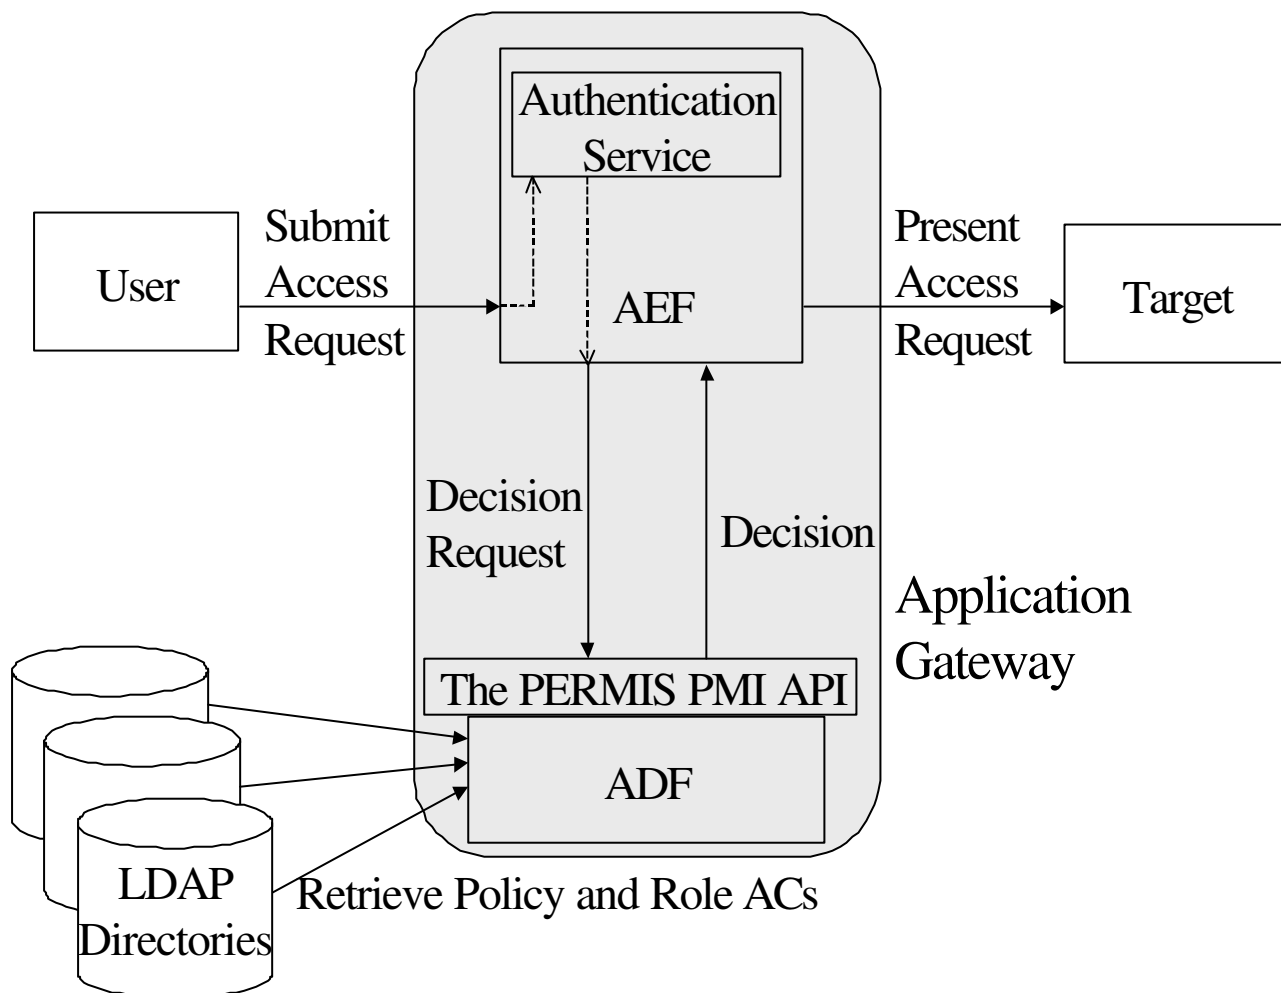 Authentication
Service
User
Submit
Access
Request
AEF
Present
Access
Request
Target
Decision
Request
Decision
Application
Gateway
The PERMIS PMI API
ADF
LDAP
Directories
Retrieve Policy and Role ACs